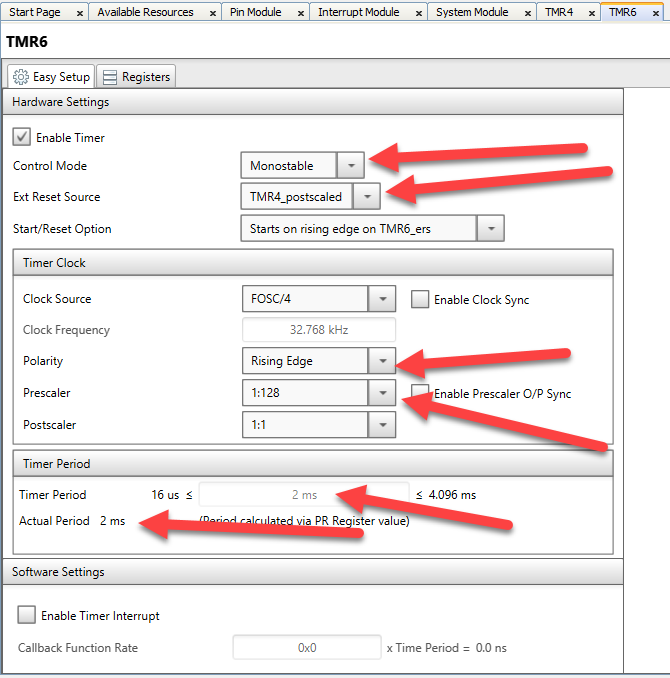 Start Page x Available Resources x Pin Module x Interrupt Module x System Module x TMR4 x TMR6 x
TMR6
Easy Setup Registers
Hardware Settings
Enable Timer
Control Mode Monostable
Ext Reset Source TMR4_postscaled
Start/Reset Option Starts on rising edge on TMR6_ers
Timer Clock
Clock Source FOSC/4 Enable Clock Sync
Clock Frequency 32.768 kHz
Polarity Rising Edge
Prescaler 1:128 Enable Prescaler O/P Sync
Postscaler 1:1
Timer Period
Timer Period 16 us ≤ 2 ms ≤ 4.096 ms
Actual Period 2 ms (Period calculated via PR Register value)
Software Settings
Enable Timer Interrupt
Callback Function Rate 0x0 x Time Period = 0.0 ns